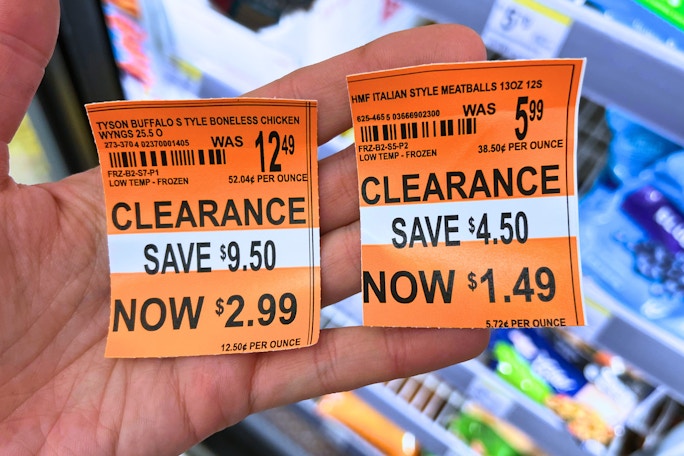 TYSON BUFFALO S TYLE BONELESS CHICKEN
WYNGS 25.5 O
273-370 4 02370001405
WAS 12.49
FRZ-B2-S7-P1
LOW TEMP - FROZEN
52.04¢ PER OUNCE
CLEARANCE
SAVE $9.50
NOW $2.99
12.50¢ PER OUNCE
HMF ITALIAN STYLE MEATBALLS 13OZ 12S
625-465 5 03666902300
WAS 5.99
FRZ-B2-S5-P2
LOW TEMP - FROZEN
38.50¢ PER OUNCE
CLEARANCE
SAVE $4.50
NOW $1.49
5.72¢ PER OUNCE